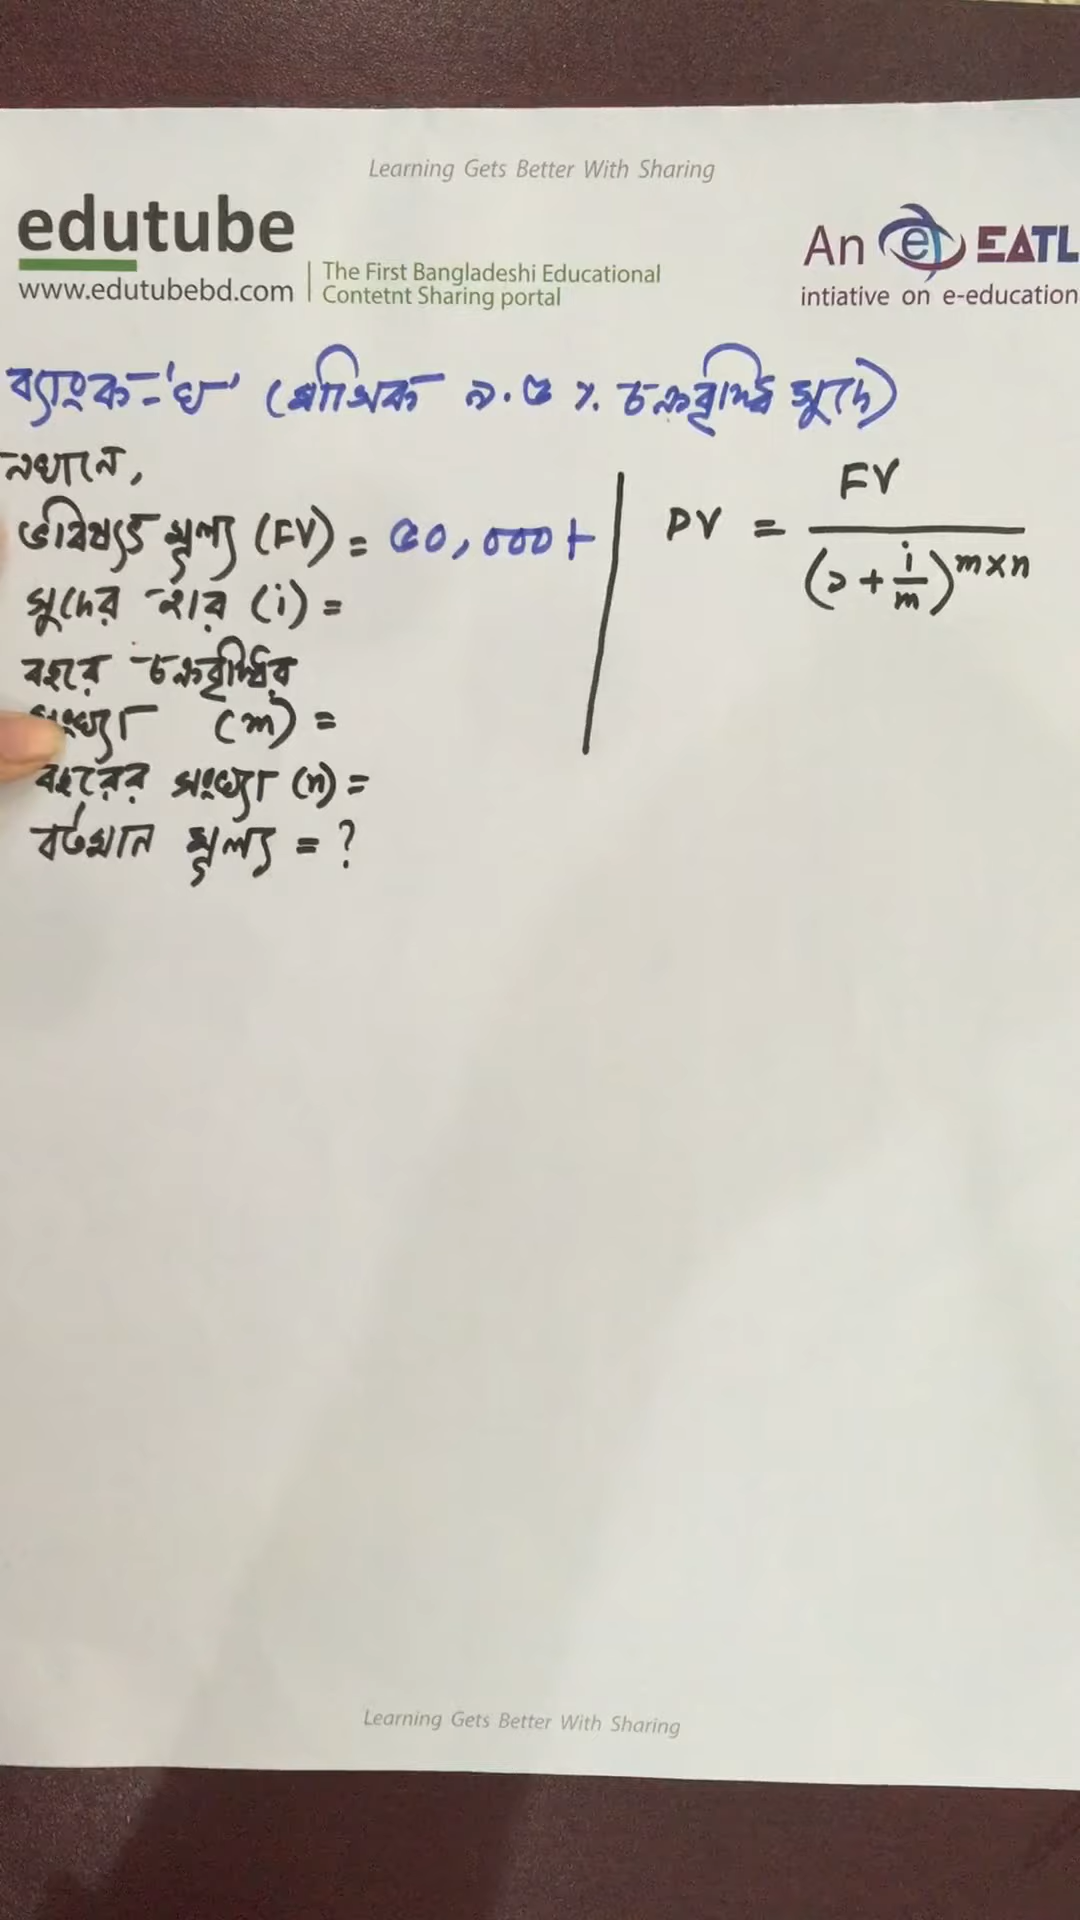 Learning Gets Better With Sharing
edutube
www.edutubebd.com
The First Bangladeshi Educational
Contetnt Sharing portal
An e EATL
intiative on e-education
ব্যাংক-'খ' (মাসিক ৯.৫% চক্রবৃদ্ধি সুদে)
এখানে,
ভবিষ্যৎ মূল্য (FV) = ৫০,০০০৳
সুদের হার (i) =
বছরে চক্রবৃদ্ধির
সংখ্যা (m) =
বছরের সংখ্যা (n) =
বর্তমান মূল্য = ?
PV = FV / (১ + i/m)^m×n
Learning Gets Better With Sharing